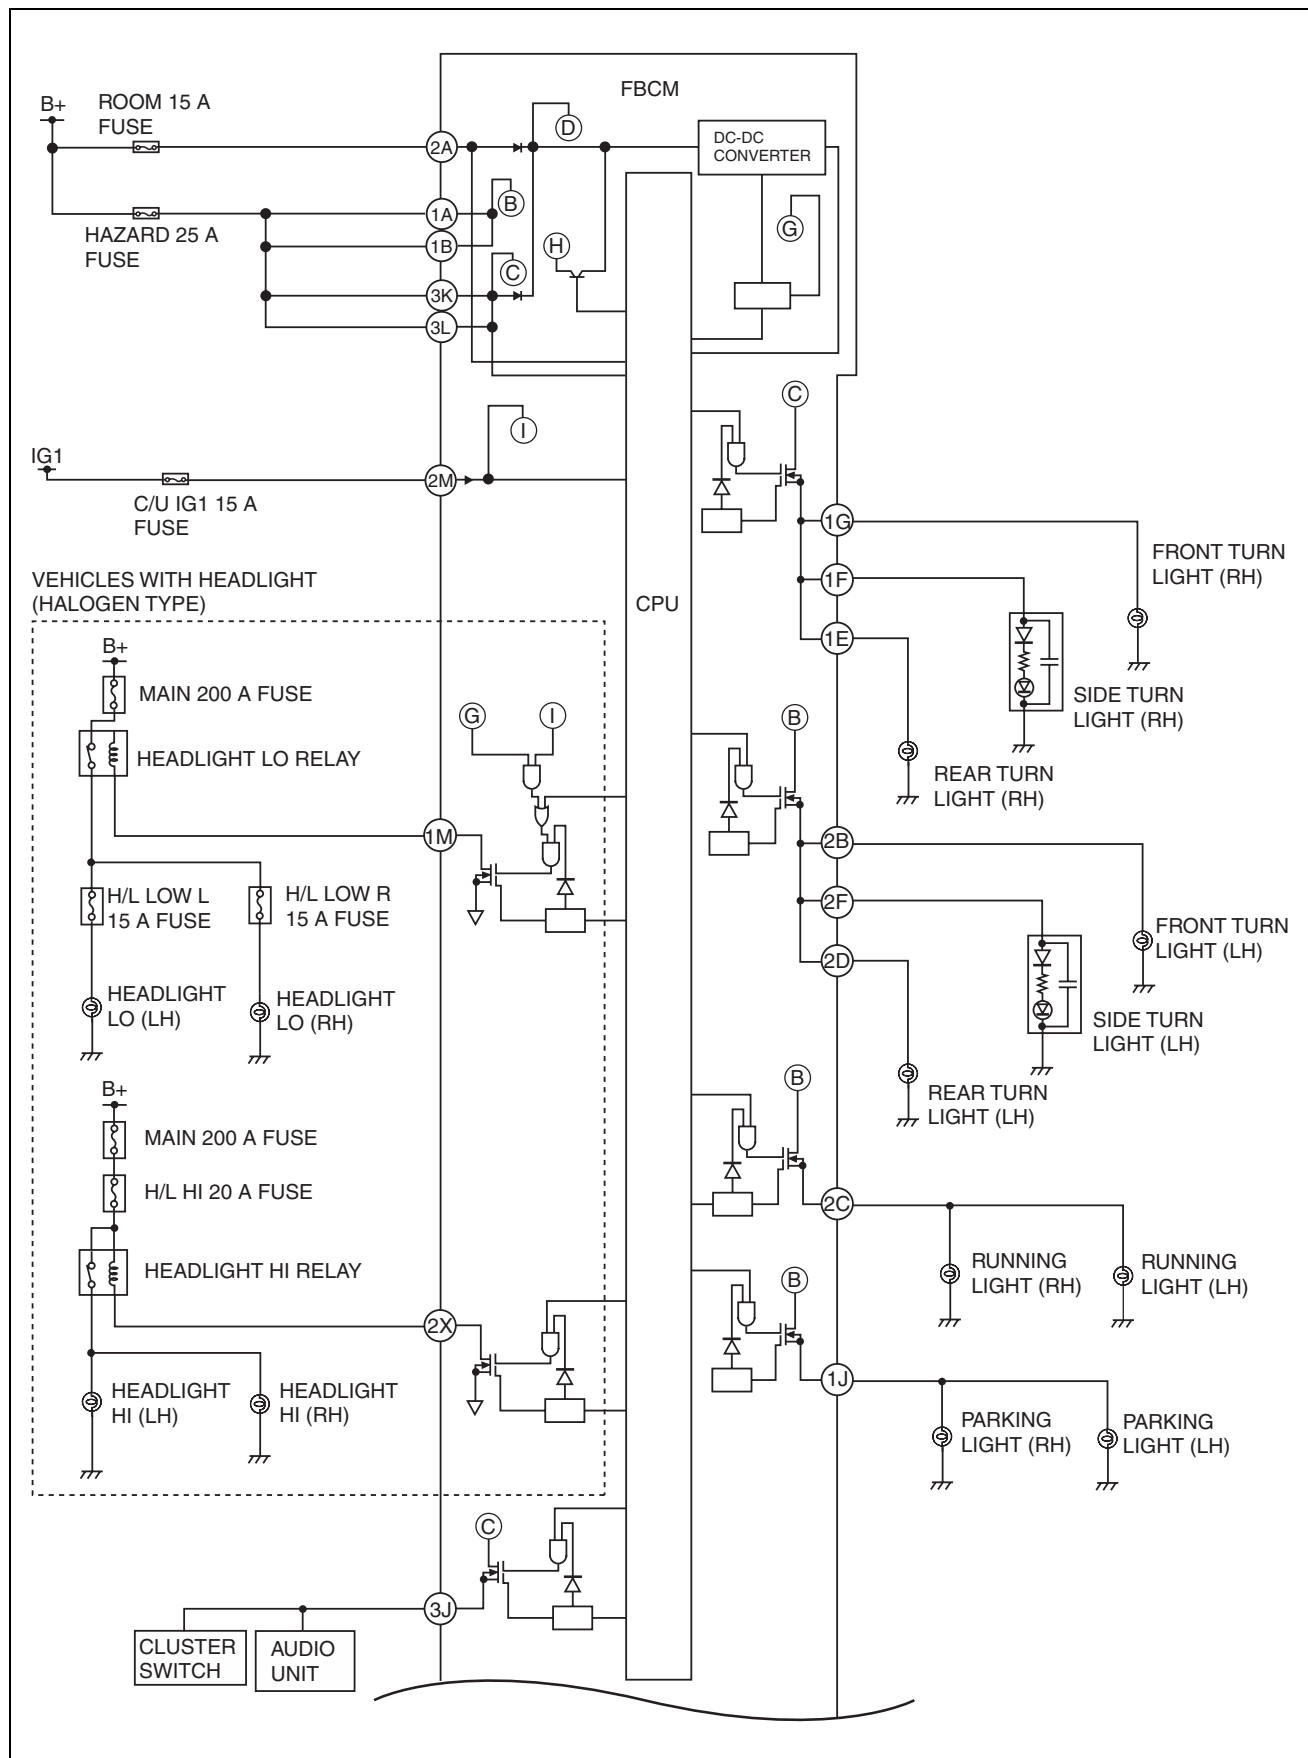 FBCM
B+
ROOM 15 A
FUSE
D
DC-DC
CONVERTER
2A
1A
B
HAZARD 25 A
FUSE
1B
H
G
C
3K
3L
C
I
IG1
2M
C/U IG1 15 A
FUSE
1G
FRONT TURN
LIGHT (RH)
VEHICLES WITH HEADLIGHT
(HALOGEN TYPE)
1F
CPU
1E
SIDE TURN
LIGHT (RH)
B+
MAIN 200 A FUSE
G
I
B
HEADLIGHT LO RELAY
REAR TURN
LIGHT (RH)
1M
2B
H/L LOW L
15 A FUSE
H/L LOW R
15 A FUSE
2F
FRONT TURN
LIGHT (LH)
2D
HEADLIGHT
LO (LH)
HEADLIGHT
LO (RH)
SIDE TURN
LIGHT (LH)
B
REAR TURN
LIGHT (LH)
B+
MAIN 200 A FUSE
H/L HI 20 A FUSE
2C
HEADLIGHT HI RELAY
RUNNING
LIGHT (RH)
RUNNING
LIGHT (LH)
B
2X
1J
HEADLIGHT
HI (LH)
HEADLIGHT
HI (RH)
PARKING
LIGHT (RH)
PARKING
LIGHT (LH)
C
3J
CLUSTER
SWITCH
AUDIO
UNIT